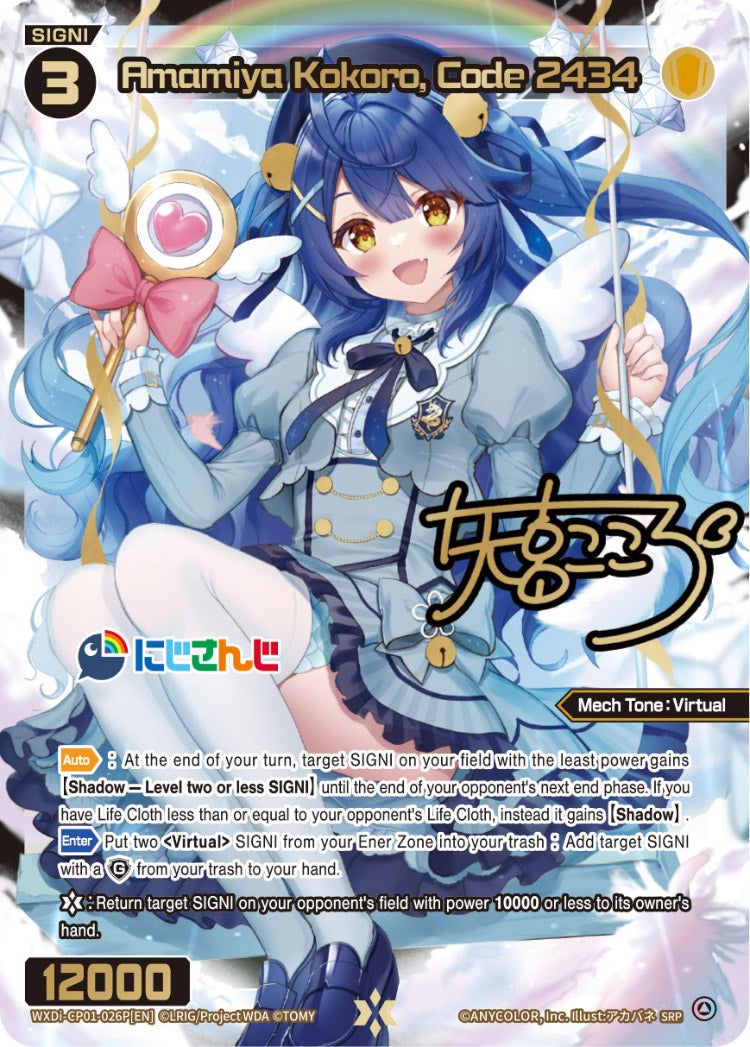 SIGNI
3 Amamiya Kokoro, Code 2434
天宮こころ
にじさんじ
Mech Tone：Virtual
Auto ： At the end of your turn, target SIGNI on your field with the least power gains
【Shadow — Level two or less SIGNI】 until the end of your opponent's next end phase. If you
have Life Cloth less than or equal to your opponent's Life Cloth, instead it gains 【Shadow】.
Enter Put two <Virtual> SIGNI from your Ener Zone into your trash ： Add target SIGNI
with a G from your trash to your hand.
：Return target SIGNI on your opponent's field with power 10000 or less to its owner's
hand.
12000
WXDi-CP01-026P[EN] ©LRIG/Project WDA ©TOMY ©ANYCOLOR, Inc. Illust:アカバネ SRP